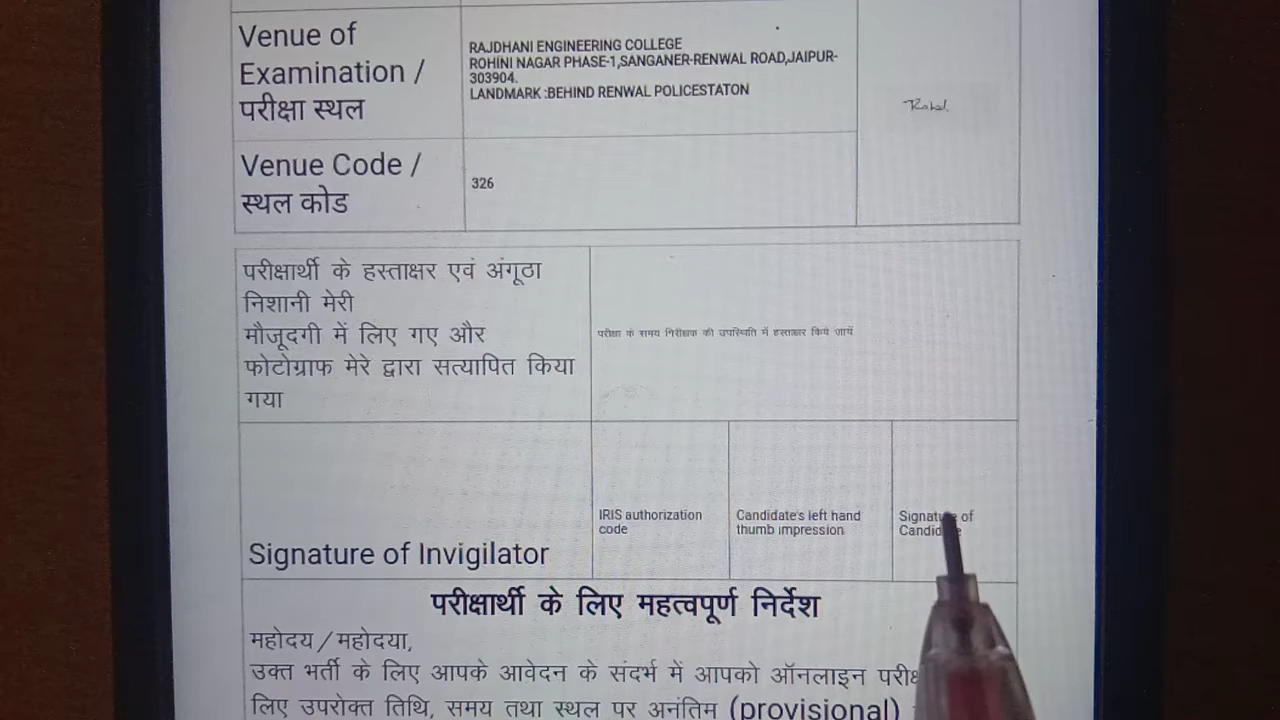 Venue of
Examination /
परीक्षा स्थल
RAJDHANI ENGINEERING COLLEGE
ROHINI NAGAR PHASE-1,SANGANER-RENWAL ROAD,JAIPUR-
303904.
LANDMARK :BEHIND RENWAL POLICESTATON
Venue Code /
स्थल कोड
326
परीक्षार्थी के हस्ताक्षर एवं अंगूठा
निशानी मेरी
मौजूदगी में लिए गए और
फोटोग्राफ मेरे द्वारा सत्यापित किया
गया
परीक्षा के समय निरीक्षक की उपस्थिति में हस्ताक्षर किये जायें
Signature of Invigilator
IRIS authorization
code
Candidate's left hand
thumb impression
Signature of
परीक्षार्थी के लिए महत्वपूर्ण निर्देश
महोदय/महोदया,
उक्त भर्ती के लिए आपके आवेदन के संदर्भ में आपको ऑनलाइन
लिए उपरोक्त तिथि, समय तथा स्थल पर अनंतिम (provisional)